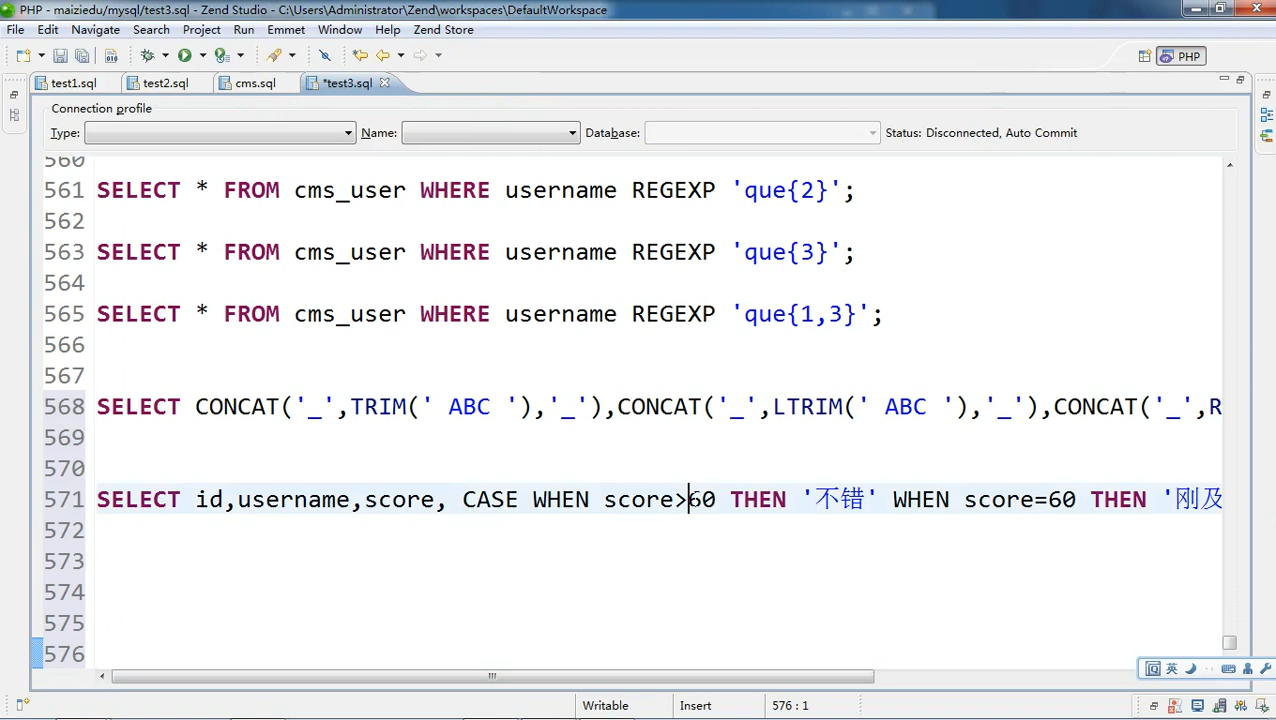 PHP - maiziedu/mysql/test3.sql - Zend Studio - C:\Users\Administrator\Zend\workspaces\DefaultWorkspace
File Edit Navigate Search Project Run Emmet Window Help Zend Store
PHP
test1.sql test2.sql cms.sql *test3.sql
Connection profile
Type: Name: Database: Status: Disconnected, Auto Commit
560
561 SELECT * FROM cms_user WHERE username REGEXP 'que{2}';
562
563 SELECT * FROM cms_user WHERE username REGEXP 'que{3}';
564
565 SELECT * FROM cms_user WHERE username REGEXP 'que{1,3}';
566
567
568 SELECT CONCAT('_',TRIM(' ABC '),'_'),CONCAT('_',LTRIM(' ABC '),'_'),CONCAT('_',R
569
570
571 SELECT id,username,score, CASE WHEN score>60 THEN '不错' WHEN score=60 THEN '刚及
572
573
574
575
576
英
Writable Insert 576 : 1